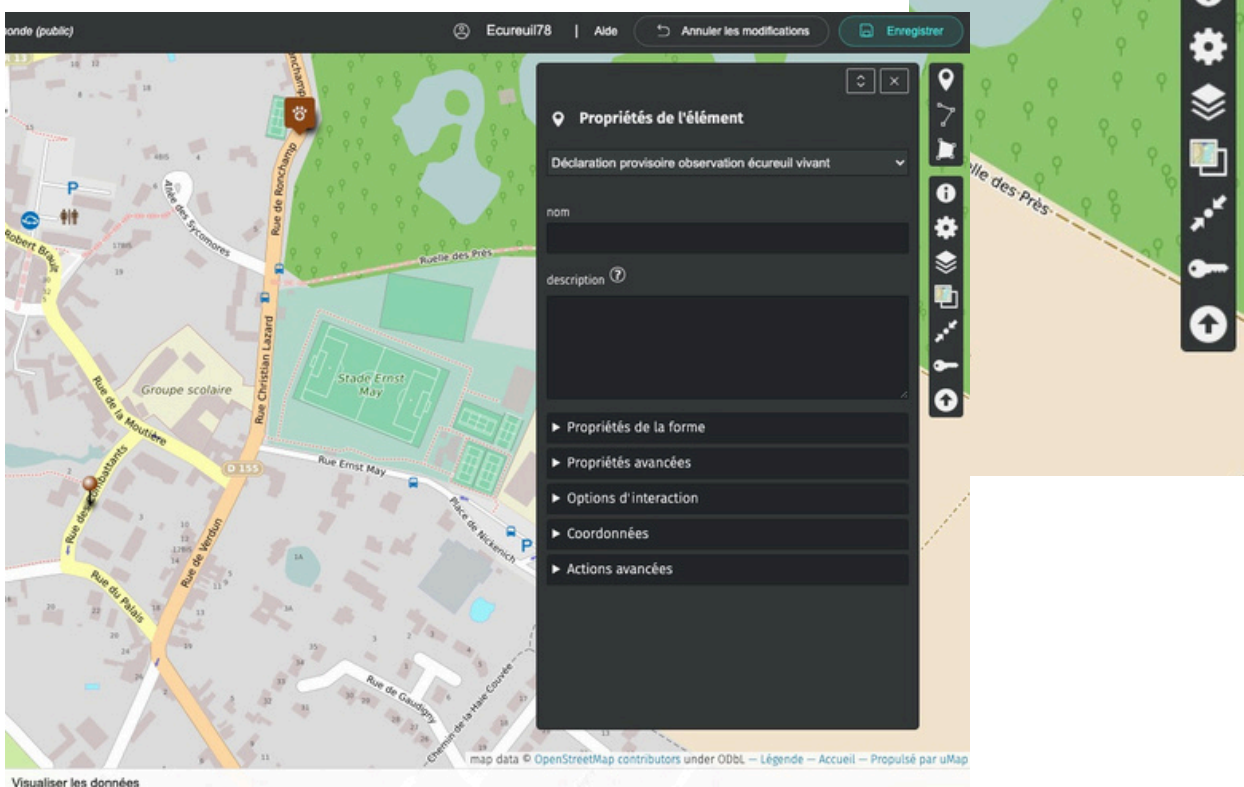 onde (public)
Ecureuil78 | Aide
Annuler les modifications
Enregistrer
Propriétés de l'élément
Déclaration provisoire observation écureuil vivant
nom
description ?
► Propriétés de la forme
► Propriétés avancées
► Options d'interaction
► Coordonnées
► Actions avancées
Rue de Ronchamp
Allée des Sycomores
Robert Brault
Ruelle des Prés
Rue Christian Lazard
Groupe scolaire
Stade Ernst
May
Rue de la Moutière
D 155
Rue Ernst May
Place de Nickenich
P
P
Rue de Verdun
Rue du Palais
Rue de Gaudigny
Chemin de la Haie Couvée
map data © OpenStreetMap contributors under ODbL — Légende — Accueil — Propulsé par uMap
Visualiser les données
elle des Près